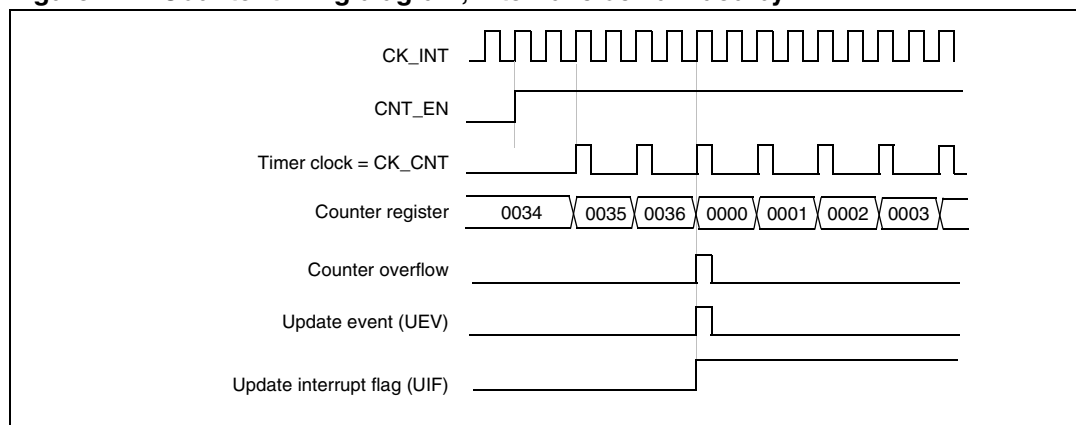 CK_INT
CNT_EN
Timer clock = CK_CNT
Counter register 0034 0035 0036 0000 0001 0002 0003
Counter overflow
Update event (UEV)
Update interrupt flag (UIF)